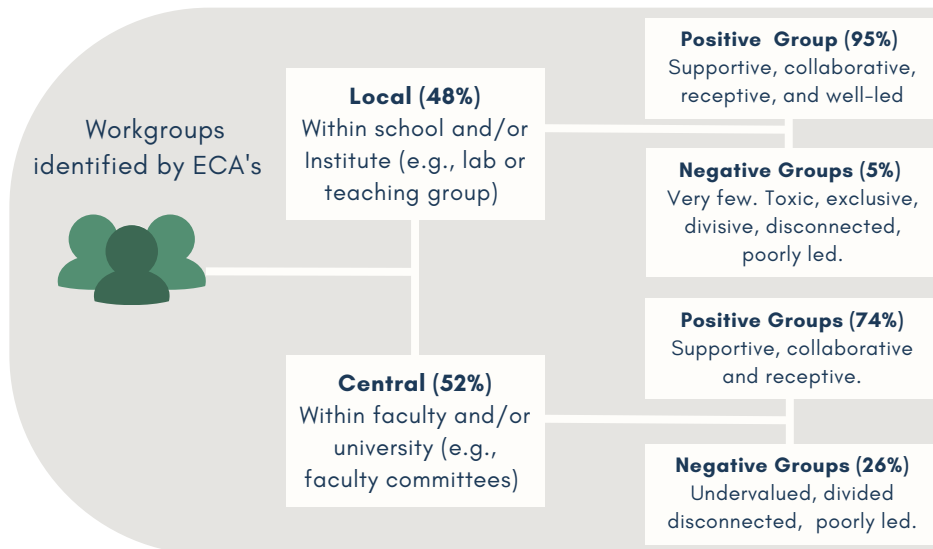 Workgroups
identified by ECA's
Local (48%)
Within school and/or
Institute (e.g., lab or
teaching group)
Positive Group (95%)
Supportive, collaborative,
receptive, and well-led
Negative Groups (5%)
Very few. Toxic, exclusive,
divisive, disconnected,
poorly led.
Central (52%)
Within faculty and/or
university (e.g.,
faculty committees)
Positive Groups (74%)
Supportive, collaborative
and receptive.
Negative Groups (26%)
Undervalued, divided
disconnected, poorly led.